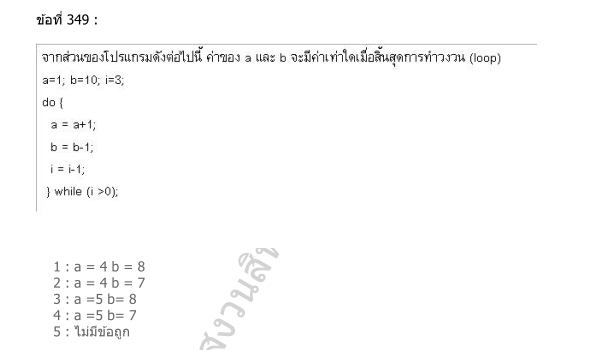 ข้อที่ 349 :
จากส่วนของโปรแกรมดังต่อไปนี้ ค่าของ a และ b จะมีค่าเท่าใดเมื่อสิ้นสุดการทำวงวน (loop)
a=1; b=10; i=3;
do {
a = a+1;
b = b-1;
i = i-1;
} while (i >0);
1 : a = 4 b = 8
2 : a = 4 b = 7
3 : a =5 b= 8
4 : a =5 b= 7
5 : ไม่มีข้อถูก